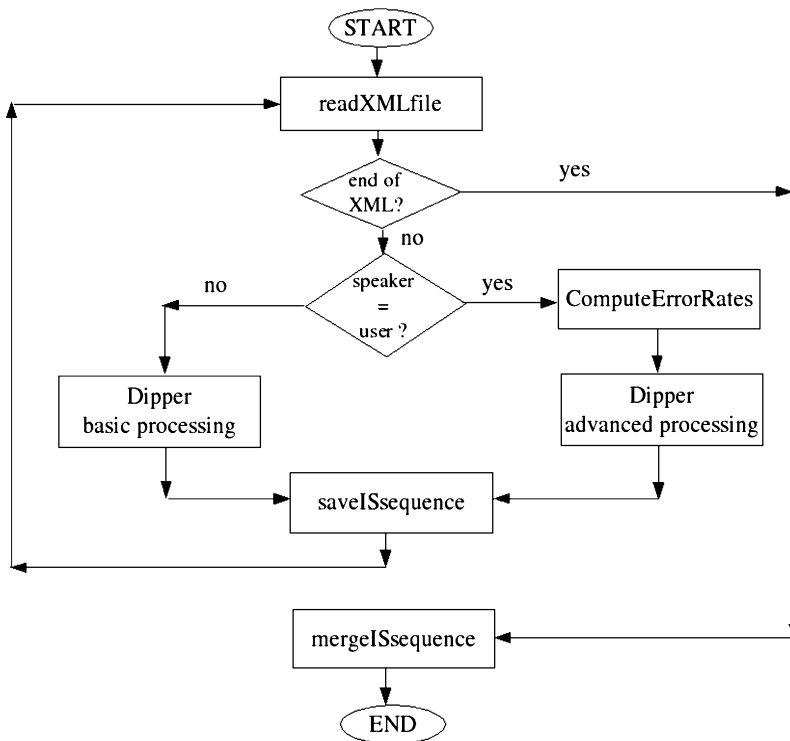 START
readXMLfile
end of
XML?
yes
no
speaker
=
user ?
no
yes
ComputeErrorRates
Dipper
basic processing
Dipper
advanced processing
saveISsequence
mergeISsequence
END